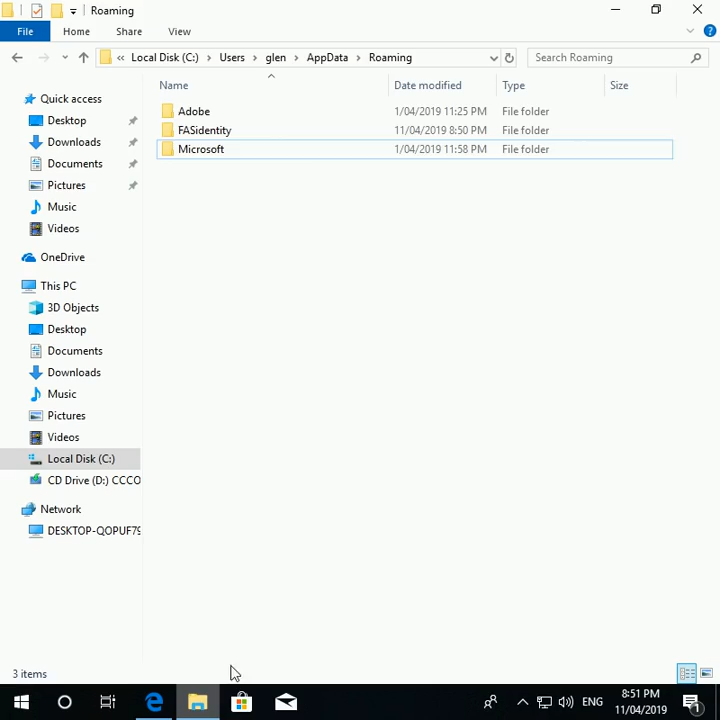 Roaming
File Home Share View
« Local Disk (C:) › Users › glen › AppData › Roaming
Search Roaming
Name Date modified Type Size
Adobe 1/04/2019 11:25 PM File folder
FASidentity 11/04/2019 8:50 PM File folder
Microsoft 1/04/2019 11:58 PM File folder
Quick access
Desktop
Downloads
Documents
Pictures
Music
Videos
OneDrive
This PC
3D Objects
Desktop
Documents
Downloads
Music
Pictures
Videos
Local Disk (C:)
CD Drive (D:) CCCO
Network
DESKTOP-QOPUF79
3 items
ENG
8:51 PM
11/04/2019
1